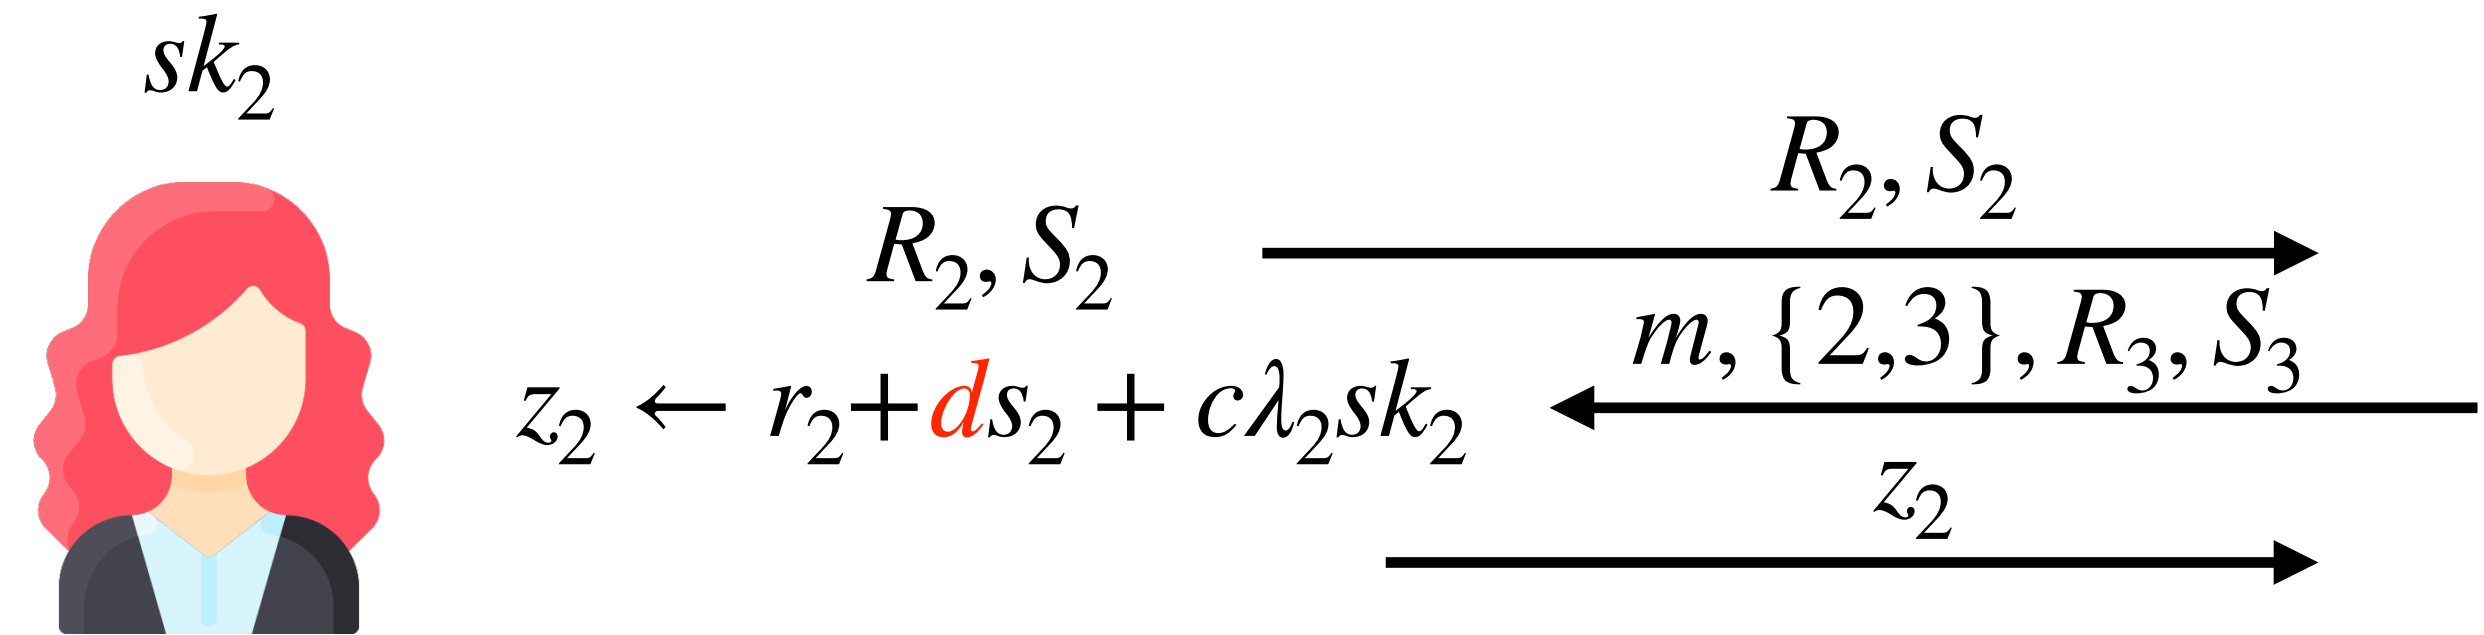 sk₂
R₂, S₂
R₂, S₂
m, {2,3}, R₃, S₃
z₂ ← r₂+ds₂ + cλ₂sk₂
z₂